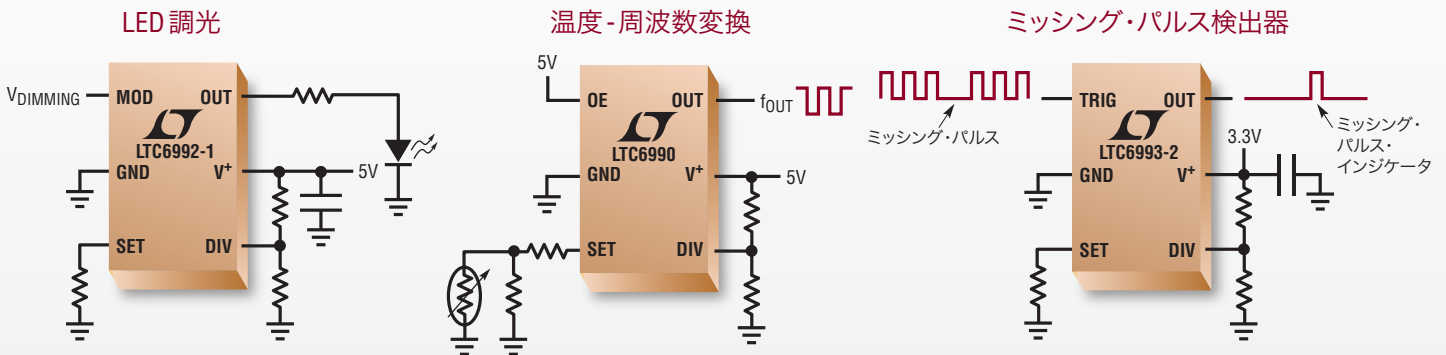 LED 調光
VDIMMING
MOD
OUT
LTC6992-1
GND
V+
5V
SET
DIV
温度 - 周波数変換
5V
OE
OUT
fOUT
LTC6990
GND
V+
5V
SET
DIV
ミッシング・パルス検出器
ミッシング・パルス
TRIG
OUT
LTC6993-2
GND
V+
3.3V
SET
DIV
ミッシング・
パルス・
インジケータ